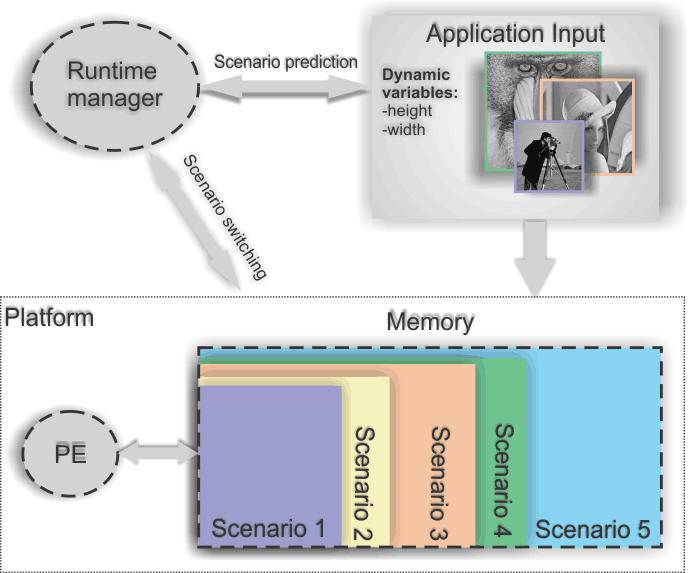 Runtime
manager
Scenario prediction
Application Input
Dynamic
variables:
-height
-width
Scenario switching
Platform
Memory
PE
Scenario 1
Scenario 2
Scenario 3
Scenario 4
Scenario 5